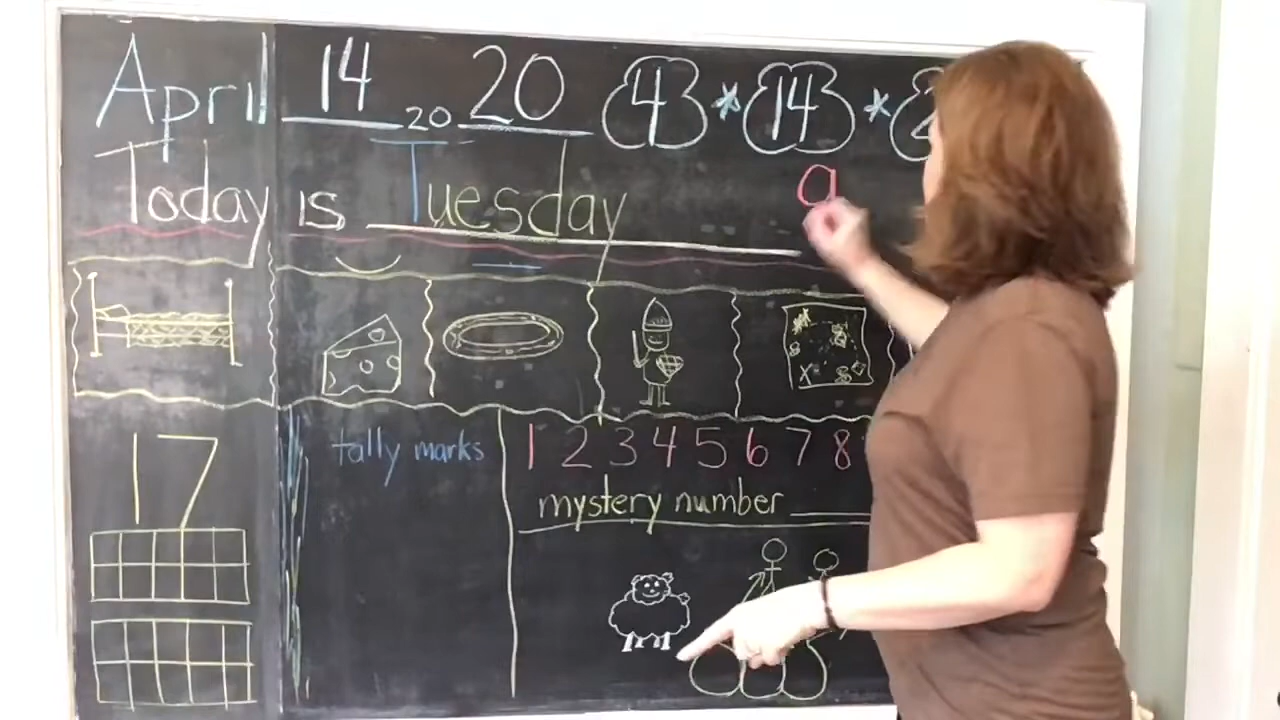 April 14 20 20 4 * 14 * 2
a
Today is Tuesday
17
tally marks
1 2 3 4 5 6 7 8
mystery number